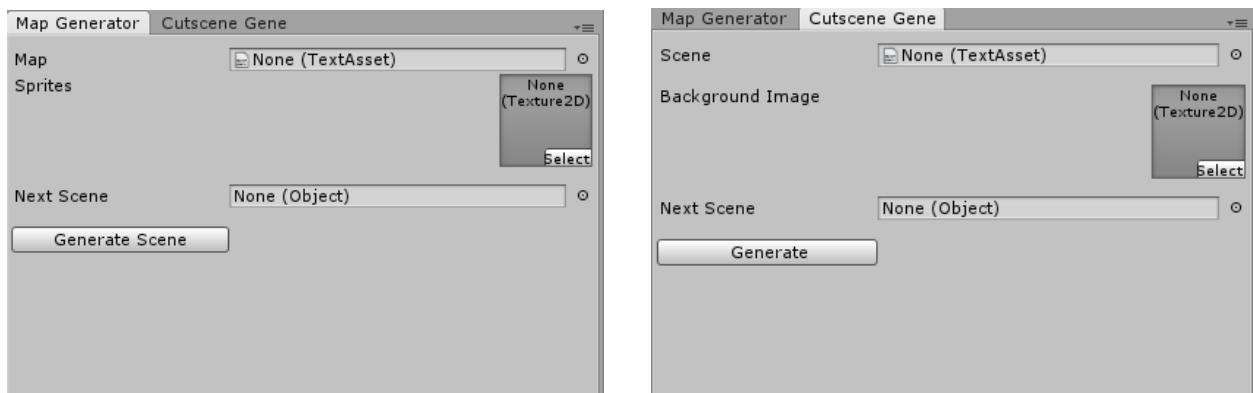 Map Generator Cutscene Gene
Map None (TextAsset)
Sprites None
(Texture2D)
Select
Next Scene None (Object)
Generate Scene
Map Generator Cutscene Gene
Scene None (TextAsset)
Background Image None
(Texture2D)
Select
Next Scene None (Object)
Generate